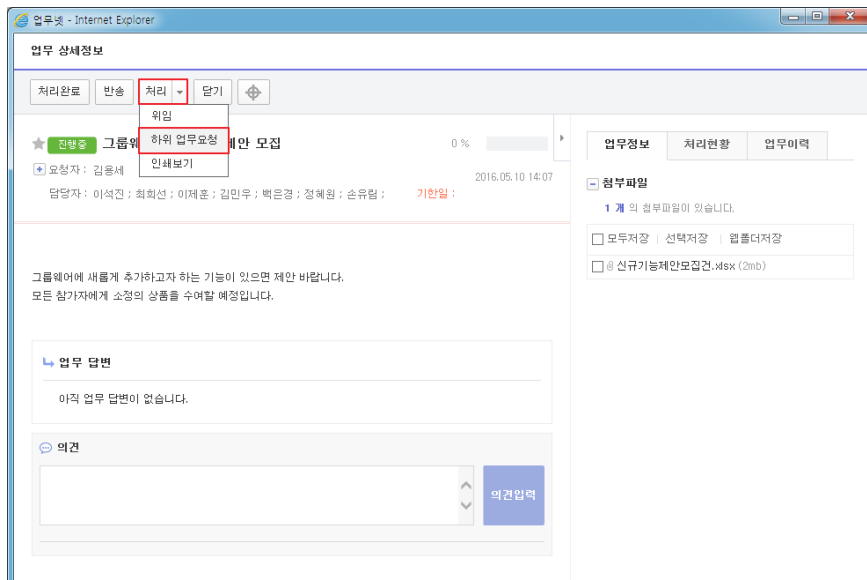 업무넷 - Internet Explorer
업무 상세정보
처리완료 반송 처리 닫기
위임
하위 업무요청
인쇄보기
진행중 그룹웨 제안 모집 0 %
요청자 : 김용세 2016.05.10 14:07
담당자 : 이석진 ; 최희선 ; 이제훈 ; 김민우 ; 백은경 ; 정혜원 ; 손유림 ; 기한일 :
그룹웨어에 새롭게 추가하고자 하는 기능이 있으면 제안 바랍니다.
모든 참가자에게 소정의 상품을 수여할 예정입니다.
업무 답변
아직 업무 답변이 없습니다.
의견
의견입력
업무정보 처리현황 업무이력
첨부파일
1 개 의 첨부파일이 있습니다.
모두저장 | 선택저장 | 웹폴더저장
신규기능제안모집건.xlsx (2mb)